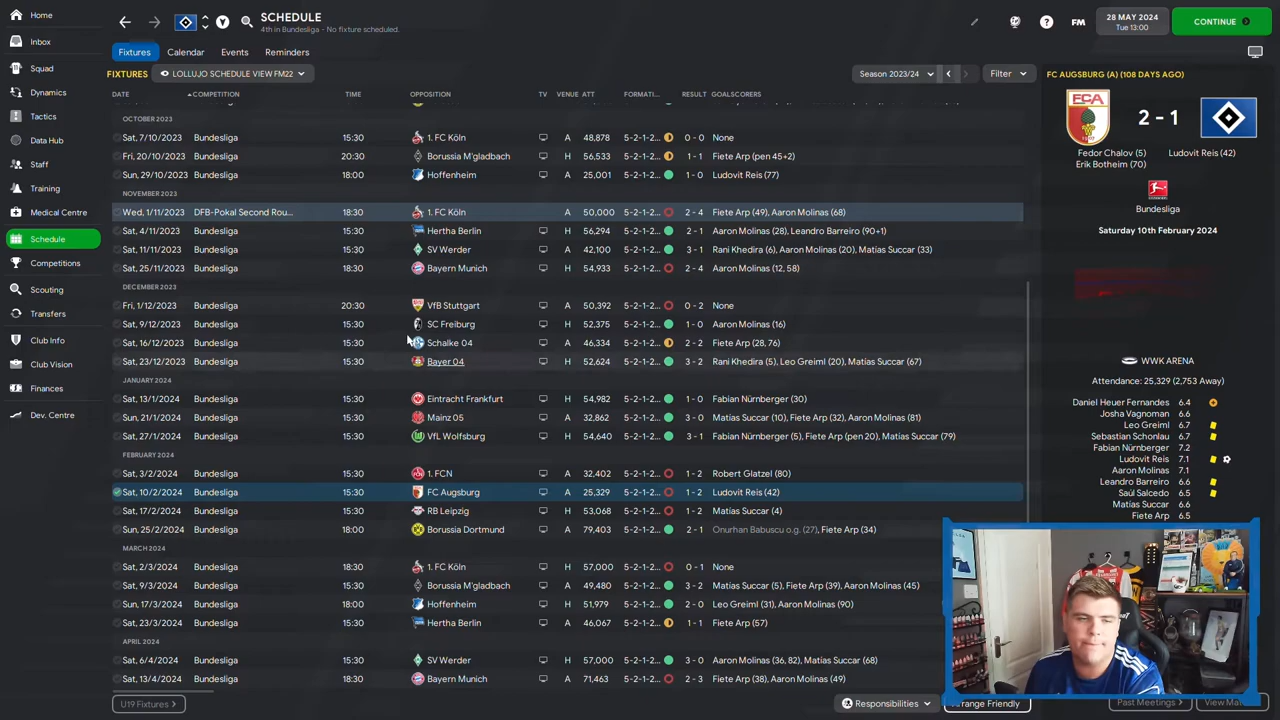 Home
SCHEDULE
4th in Bundesliga - No fixture scheduled.
28 MAY 2024
Tue 13:00
FM
CONTINUE
Inbox
Squad
Dynamics
Tactics
Data Hub
Staff
Training
Medical Centre
Schedule
Competitions
Scouting
Transfers
Club Info
Club Vision
Finances
Dev. Centre
Fixtures
Calendar
Events
Reminders
FIXTURES
LOLLUJO SCHEDULE VIEW FM22
Season 2023/24
Filter
DATE COMPETITION TIME OPPOSITION TV VENUE ATT FORMATI... RESULT GOALSCORERS
OCTOBER 2023
Sat, 7/10/2023 Bundesliga 15:30 1. FC Köln A 48,878 5-2-1-2... 0 - 0 None
Fri, 20/10/2023 Bundesliga 20:30 Borussia M'gladbach H 56,533 5-2-1-2... 1 - 1 Fiete Arp (pen 45+2)
Sun, 29/10/2023 Bundesliga 18:00 Hoffenheim A 25,001 5-2-1-2... 1 - 0 Ludovit Reis (77)
NOVEMBER 2023
Wed, 1/11/2023 DFB-Pokal Second Rou... 18:30 1. FC Köln A 50,000 5-2-1-2... 2 - 4 Fiete Arp (49), Aaron Molinas (68)
Sat, 4/11/2023 Bundesliga 15:30 Hertha Berlin H 56,294 5-2-1-2... 2 - 1 Aaron Molinas (28), Leandro Barreiro (90+1)
Sat, 11/11/2023 Bundesliga 15:30 SV Werder A 42,100 5-2-1-2... 3 - 1 Rani Khedira (6), Aaron Molinas (20), Matías Succar (33)
Sat, 25/11/2023 Bundesliga 18:30 Bayern Munich H 54,933 5-2-1-2... 2 - 4 Aaron Molinas (12, 58)
DECEMBER 2023
Fri, 1/12/2023 Bundesliga 20:30 VfB Stuttgart A 50,392 5-2-1-2... 0 - 2 None
Sat, 9/12/2023 Bundesliga 15:30 SC Freiburg H 52,375 5-2-1-2... 1 - 0 Aaron Molinas (16)
Sat, 16/12/2023 Bundesliga 15:30 Schalke 04 A 46,334 5-2-1-2... 2 - 2 Fiete Arp (28, 76)
Sat, 23/12/2023 Bundesliga 15:30 Bayer 04 H 52,624 5-2-1-2... 3 - 2 Rani Khedira (5), Leo Greiml (20), Matías Succar (67)
JANUARY 2024
Sat, 13/1/2024 Bundesliga 15:30 Eintracht Frankfurt H 54,982 5-2-1-2... 1 - 0 Fabian Nürnberger (30)
Sun, 21/1/2024 Bundesliga 15:30 Mainz 05 A 32,862 5-2-1-2... 3 - 0 Matías Succar (10), Fiete Arp (32), Aaron Molinas (81)
Sat, 27/1/2024 Bundesliga 15:30 VfL Wolfsburg H 54,640 5-2-1-2... 3 - 1 Fabian Nürnberger (5), Fiete Arp (pen 20), Matías Succar (79)
FEBRUARY 2024
Sat, 3/2/2024 Bundesliga 15:30 1. FCN A 32,402 5-2-1-2... 1 - 2 Robert Glatzel (80)
Sat, 10/2/2024 Bundesliga 15:30 FC Augsburg A 25,329 5-2-1-2... 1 - 2 Ludovit Reis (42)
Sat, 17/2/2024 Bundesliga 15:30 RB Leipzig H 53,068 5-2-1-2... 1 - 2 Matías Succar (4)
Sun, 25/2/2024 Bundesliga 18:00 Borussia Dortmund A 79,403 5-2-1-2... 2 - 1 Onurhan Babuscu o.g. (27), Fiete Arp (34)
MARCH 2024
Sat, 2/3/2024 Bundesliga 18:30 1. FC Köln H 57,000 5-2-1-2... 0 - 1 None
Sat, 9/3/2024 Bundesliga 15:30 Borussia M'gladbach A 49,480 5-2-1-2... 3 - 2 Matías Succar (5), Fiete Arp (39), Aaron Molinas (45)
Sun, 17/3/2024 Bundesliga 18:00 Hoffenheim H 51,979 5-2-1-2... 2 - 0 Leo Greiml (31), Aaron Molinas (90)
Sat, 23/3/2024 Bundesliga 15:30 Hertha Berlin A 46,067 5-2-1-2... 1 - 1 Fiete Arp (57)
APRIL 2024
Sat, 6/4/2024 Bundesliga 15:30 SV Werder H 57,000 5-2-1-2... 3 - 0 Aaron Molinas (36, 82), Matías Succar (68)
Sat, 13/4/2024 Bundesliga 15:30 Bayern Munich A 71,463 5-2-1-2... 2 - 3 Fiete Arp (38), Aaron Molinas (49)
U19 Fixtures
Responsibilities
Arrange Friendly
Past Meetings
FC AUGSBURG (A) (108 DAYS AGO)
FCA
2 - 1
Fedor Chalov (5)
Erik Botheim (70)
Ludovit Reis (42)
Bundesliga
Saturday 10th February 2024
WWK ARENA
Attendance: 25,329 (2,753 Away)
Daniel Heuer Fernandes 6.4
Josha Vagnoman 6.6
Leo Greiml 6.7
Sebastian Schonlau 6.7
Fabian Nürnberger 7.2
Ludovit Reis 7.1
Aaron Molinas 7.1
Leandro Barreiro 6.6
Saúl Salcedo 6.5
Matías Succar 6.6
Fiete Arp 6.5